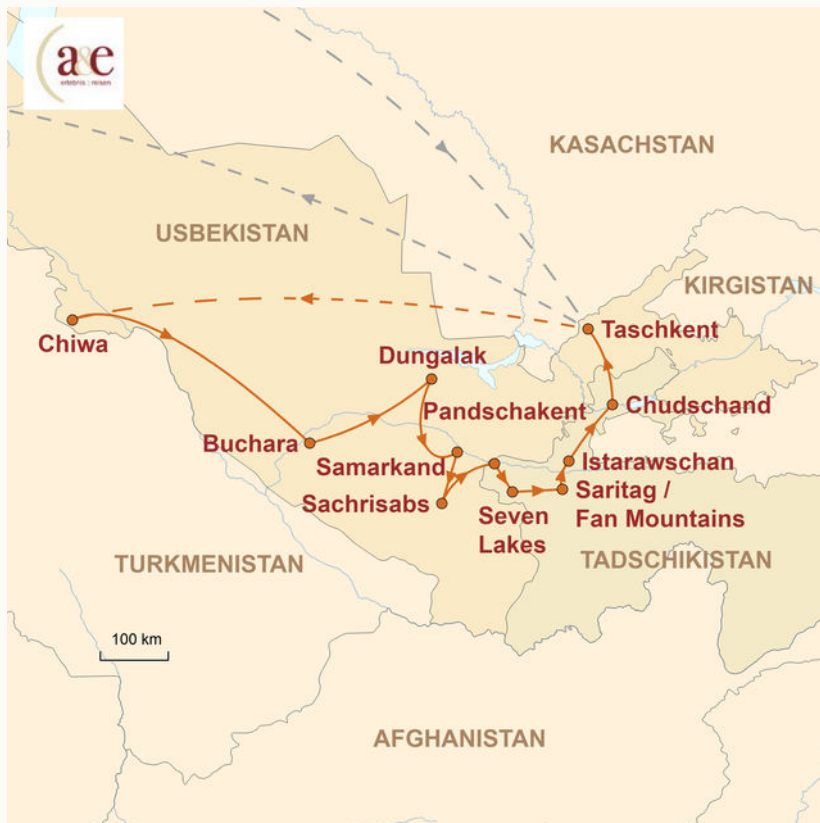 a&e
erlebnis | reisen
KASACHSTAN
USBEKISTAN
KIRGISTAN
Taschkent
Chiwa
Dungalak
Pandschakent
Chudschand
Buchara
Samarkand
Istarawschan
Sachrisabs
Saritag /
Fan Mountains
Seven
Lakes
TURKMENISTAN
TADSCHIKISTAN
100 km
AFGHANISTAN